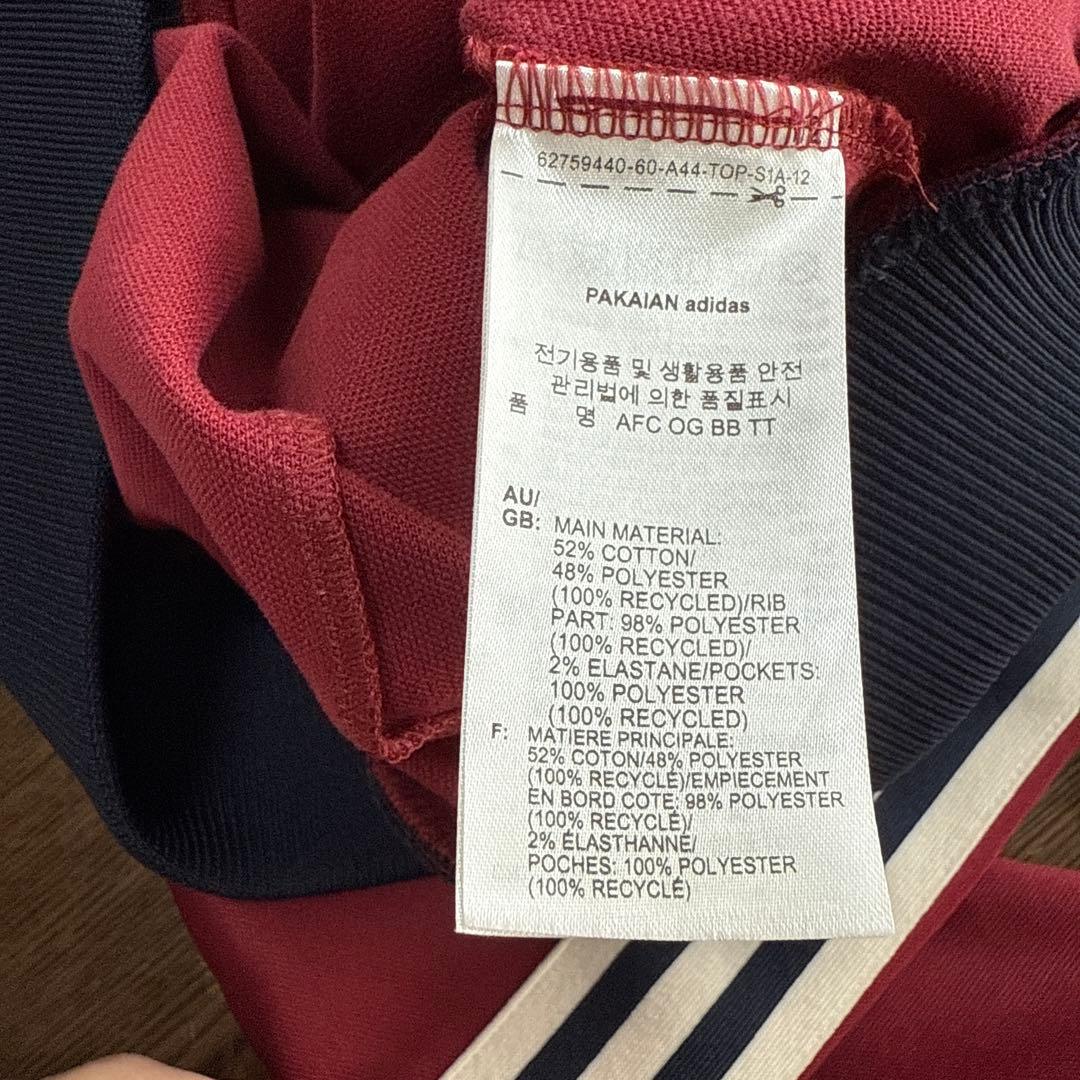 62759440-60-A44-TOP-S1A-12
PAKAIAN adidas
전기용품 및 생활용품 안전
관리법에 의한 품질표시
품 명 AFC OG BB TT
AU/
GB: MAIN MATERIAL:
52% COTTON/
48% POLYESTER
(100% RECYCLED)/RIB
PART: 98% POLYESTER
(100% RECYCLED)/
2% ELASTANE/POCKETS:
100% POLYESTER
(100% RECYCLED)
F: MATIÈRE PRINCIPALE:
52% COTON/48% POLYESTER
(100% RECYCLÉ)/EMPIECEMENT
EN BORD COTE: 98% POLYESTER
(100% RECYCLÉ)/
2% ÉLASTHANNE/
POCHES: 100% POLYESTER
(100% RECYCLÉ)